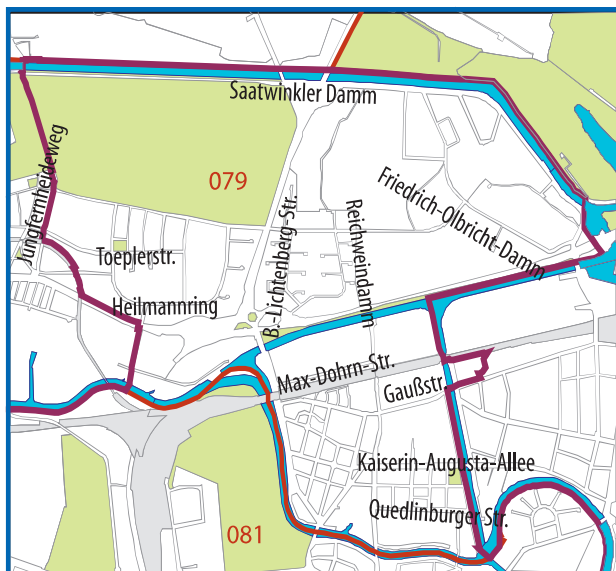 Saatwinkler Damm
079
Jungfernheideweg
Friedrich-Olbricht-Damm
B.-Lichtenberg-Str.
Reichweindamm
Toeplerstr.
Heilmannring
Max-Dohrn-Str.
Gaußstr.
Kaiserin-Augusta-Allee
Quedlinburger-Str.
081